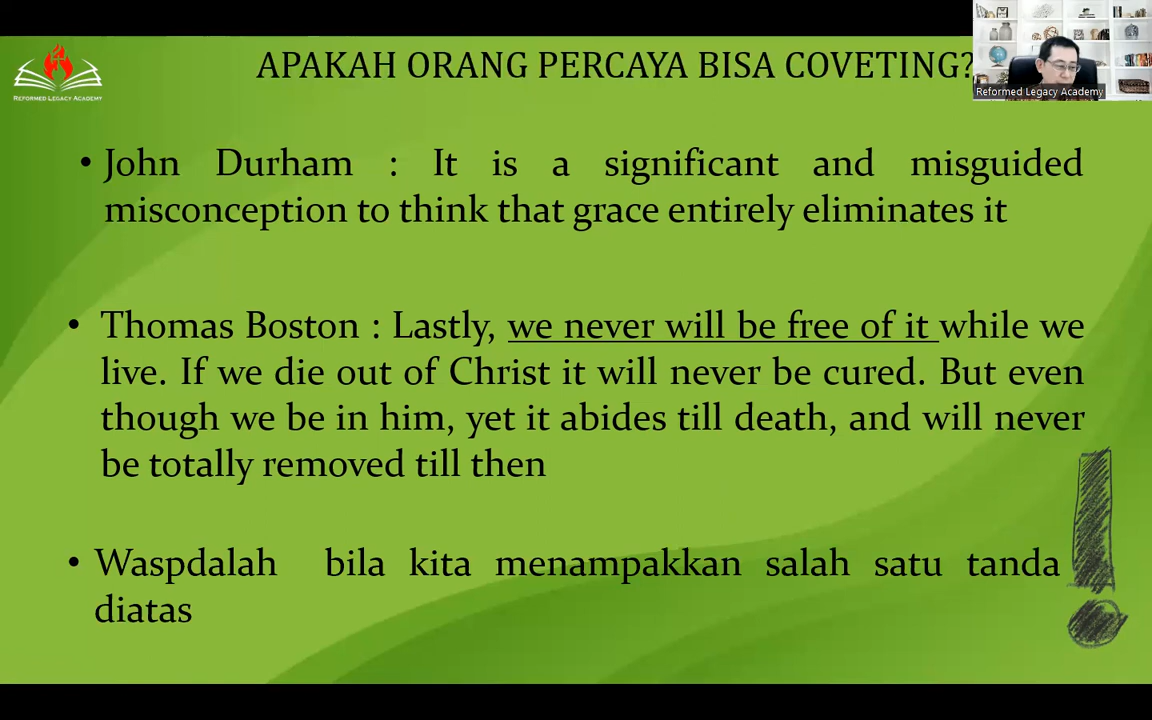 APAKAH ORANG PERCAYA BISA COVETING?
REFORMED LEGACY ACADEMY
Reformed Legacy Academy
• John Durham : It is a significant and misguided
misconception to think that grace entirely eliminates it
• Thomas Boston : Lastly, we never will be free of it while we
live. If we die out of Christ it will never be cured. But even
though we be in him, yet it abides till death, and will never
be totally removed till then
• Waspdalah bila kita menampakkan salah satu tanda
diatas